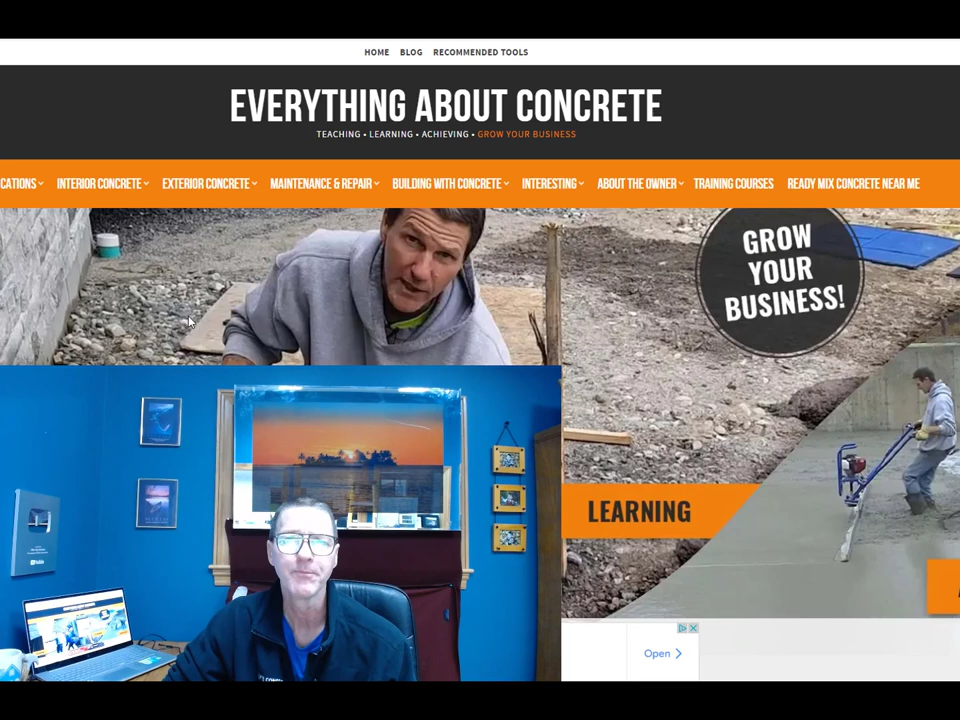 HOME BLOG RECOMMENDED TOOLS
EVERYTHING ABOUT CONCRETE
TEACHING • LEARNING • ACHIEVING • GROW YOUR BUSINESS
CATIONS INTERIOR CONCRETE EXTERIOR CONCRETE MAINTENANCE & REPAIR BUILDING WITH CONCRETE INTERESTING ABOUT THE OWNER TRAINING COURSES READY MIX CONCRETE NEAR ME
GROW
YOUR
BUSINESS!
LEARNING
YouTube
Open